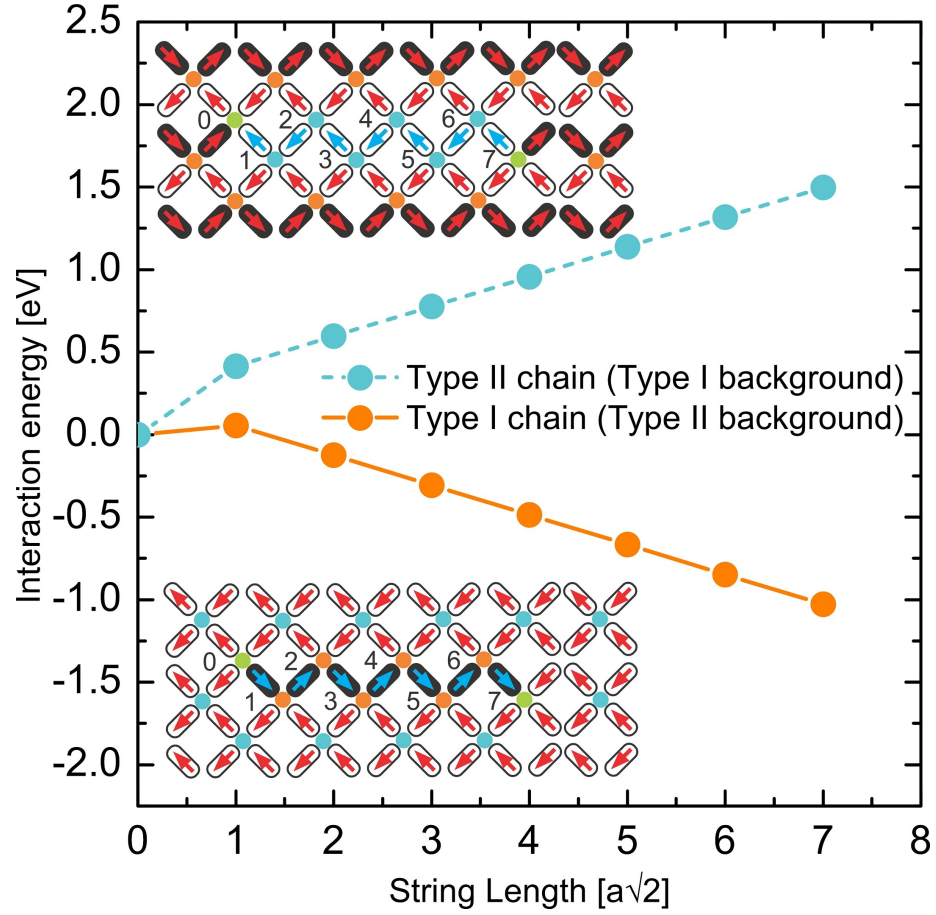 2.5
2.0
1.5
1.0
0.5
0.0
-0.5
-1.0
-1.5
-2.0
Interaction energy [eV]
0 2 4 6
1 3 5 7
Type II chain (Type I background)
Type I chain (Type II background)
0 2 4 6
1 3 5 7
0 1 2 3 4 5 6 7 8
String Length [a√2]